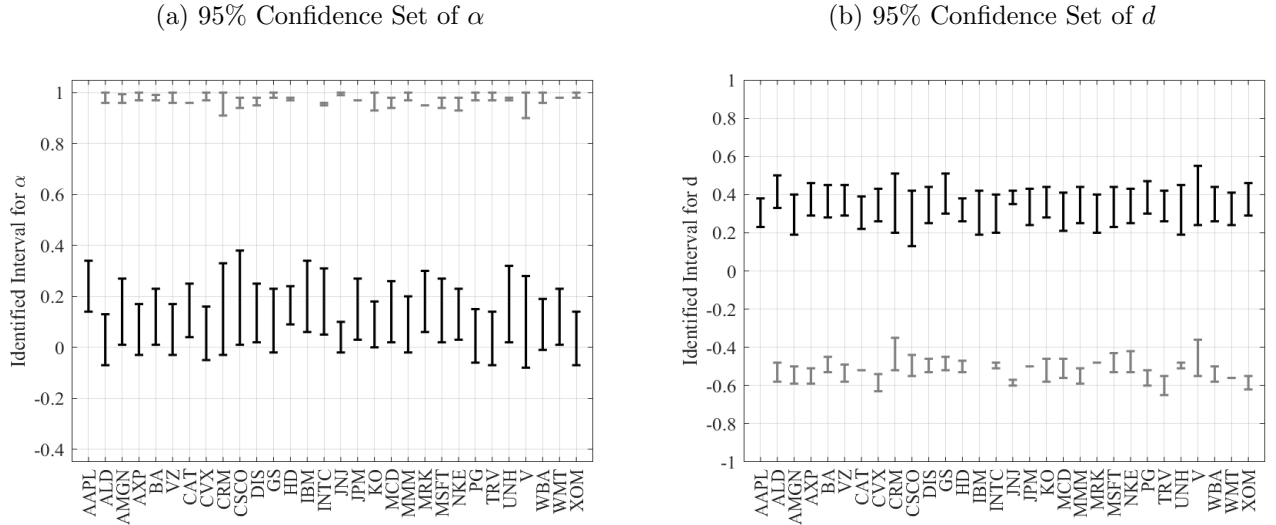 (a) 95% Confidence Set of α
(b) 95% Confidence Set of d
Identified Interval for α
1
0.8
0.6
0.4
0.2
0
-0.2
-0.4
AAPL
ALD
AMGN
AXP
BA
VZ
CAT
CVX
CRM
CSCO
DIS
GS
HD
IBM
INTC
JNJ
JPM
KO
MCD
MMM
MRK
MSFT
NKE
PG
TRV
UNH
V
WBA
WMT
XOM
Identified Interval for d
1
0.8
0.6
0.4
0.2
0
-0.2
-0.4
-0.6
-0.8
-1
AAPL
ALD
AMGN
AXP
BA
VZ
CAT
CVX
CRM
CSCO
DIS
GS
HD
IBM
INTC
JNJ
JPM
KO
MCD
MMM
MRK
MSFT
NKE
PG
TRV
UNH
V
WBA
WMT
XOM